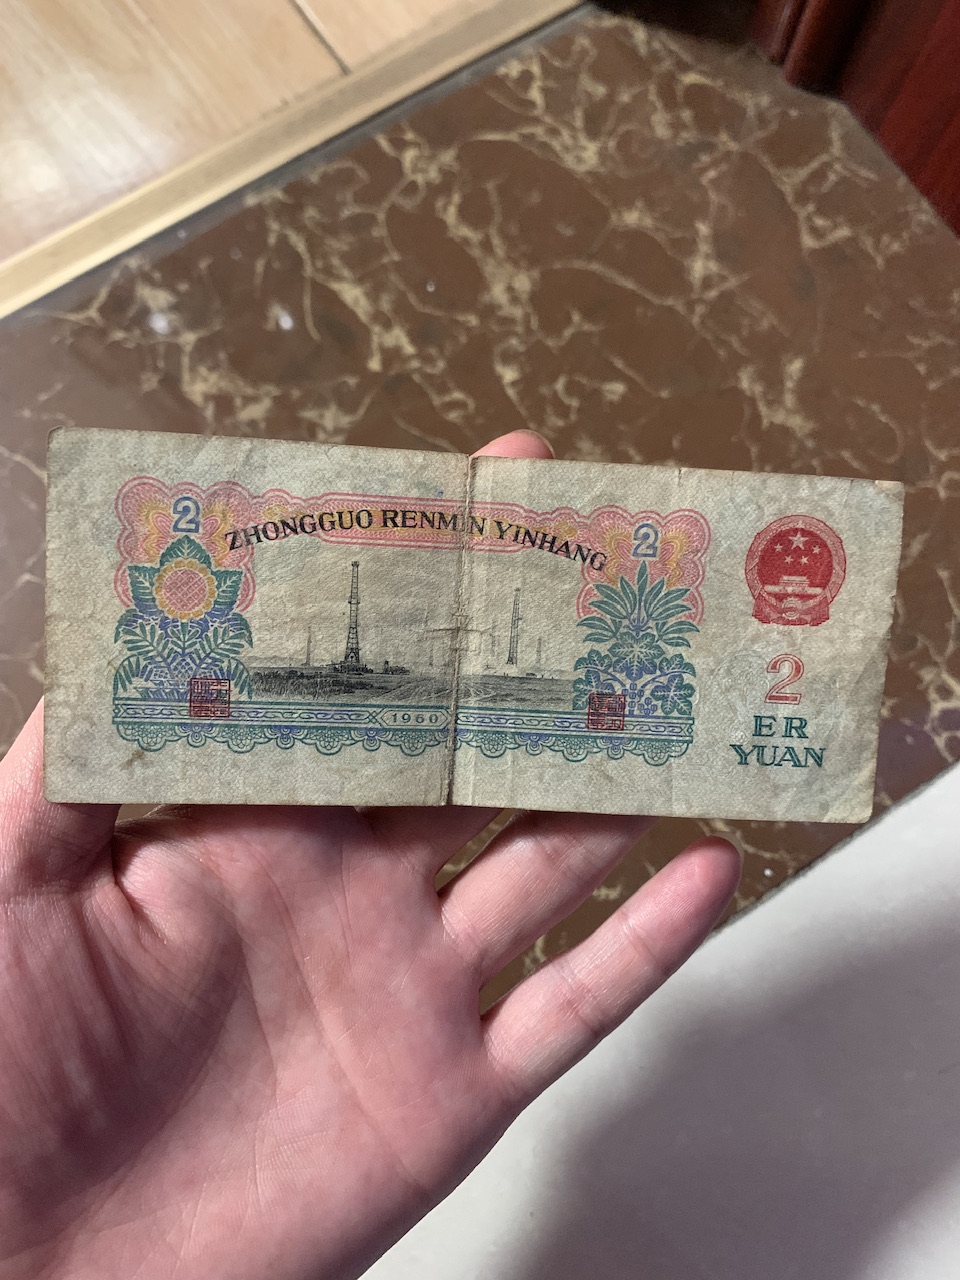 2
ZHONGGUO RENMIN YINHANG
2
1960
2
ER
YUAN